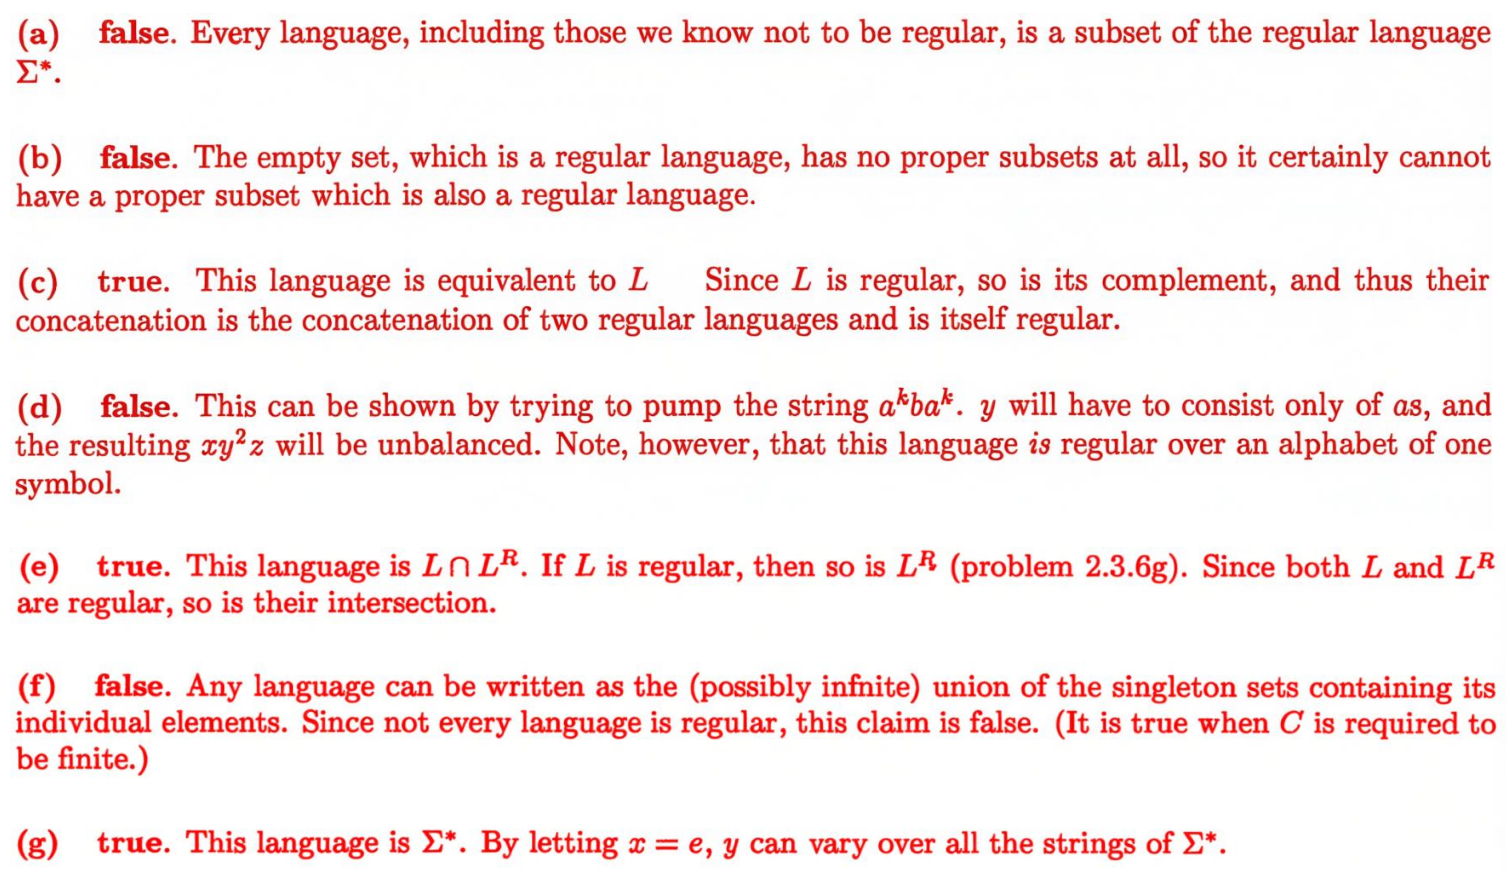 (a) false. Every language, including those we know not to be regular, is a subset of the regular language
Σ*.
(b) false. The empty set, which is a regular language, has no proper subsets at all, so it certainly cannot
have a proper subset which is also a regular language.
(c) true. This language is equivalent to L Since L is regular, so is its complement, and thus their
concatenation is the concatenation of two regular languages and is itself regular.
(d) false. This can be shown by trying to pump the string aᵏbaᵏ. y will have to consist only of as, and
the resulting xy²z will be unbalanced. Note, however, that this language is regular over an alphabet of one
symbol.
(e) true. This language is L ∩ Lᴿ. If L is regular, then so is Lᴿ (problem 2.3.6g). Since both L and Lᴿ
are regular, so is their intersection.
(f) false. Any language can be written as the (possibly infnite) union of the singleton sets containing its
individual elements. Since not every language is regular, this claim is false. (It is true when C is required to
be finite.)
(g) true. This language is Σ*. By letting x = e, y can vary over all the strings of Σ*.